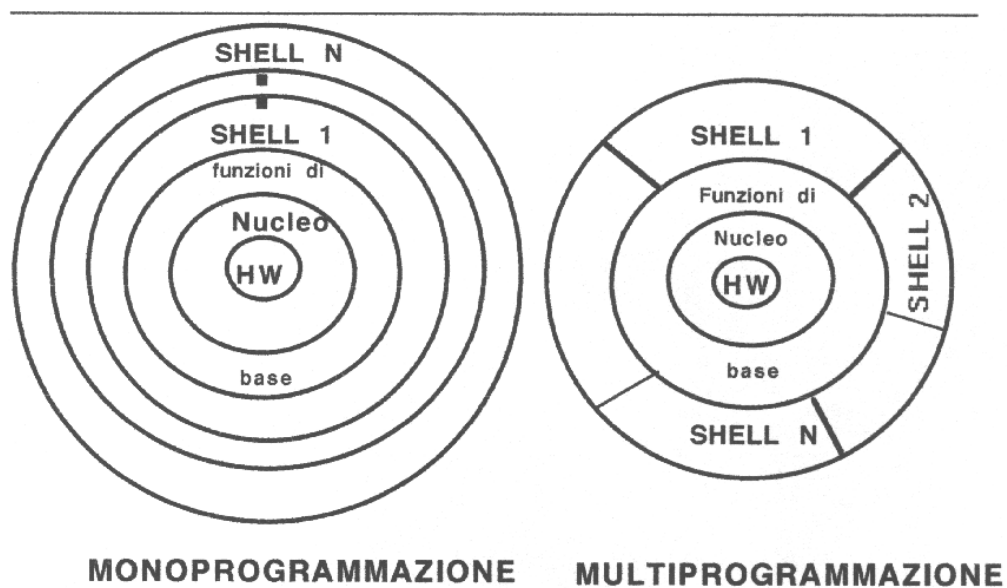 SHELL N
SHELL 1
funzioni di
Nucleo
HW
base
MONOPROGRAMMAZIONE
SHELL 1
SHELL 2
Funzioni di
Nucleo
HW
base
SHELL N
MULTIPROGRAMMAZIONE